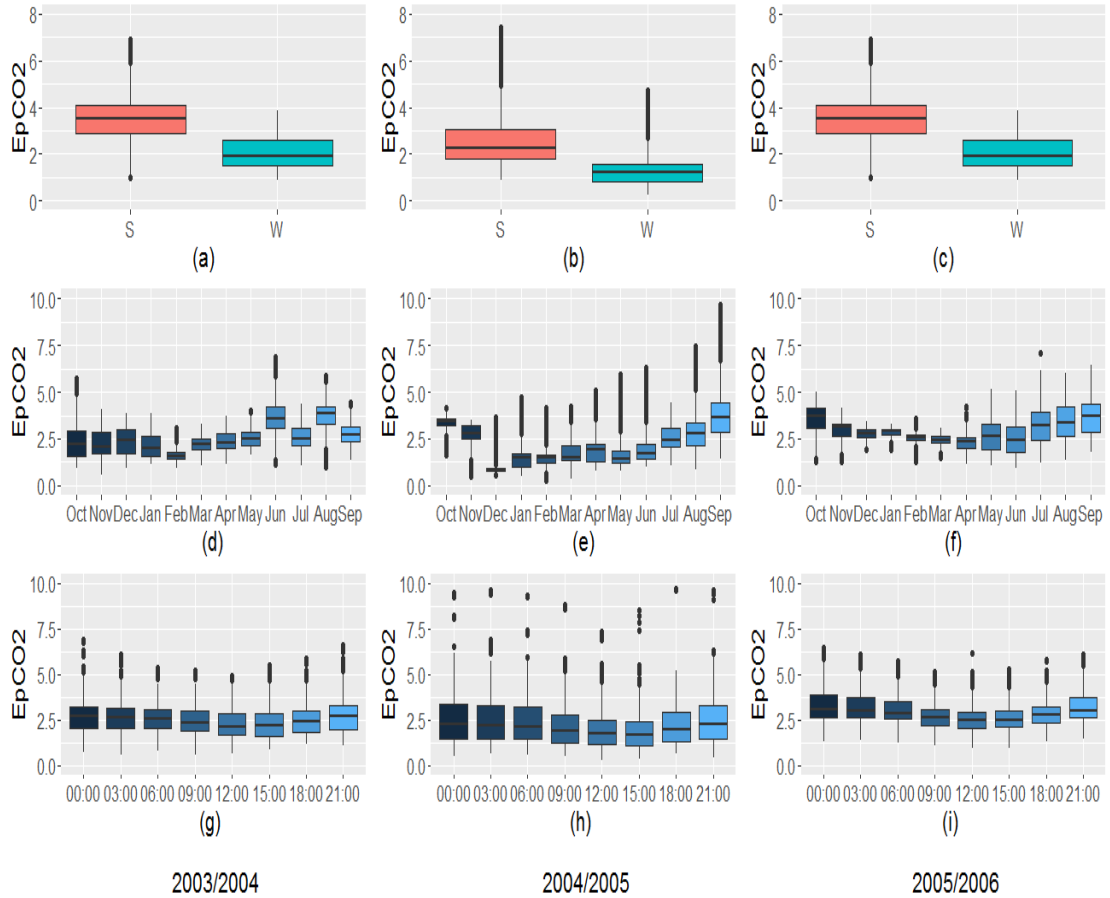 8
6
4
2
0
EpCO2
S W
(a)
8
6
4
2
0
EpCO2
S W
(b)
8
6
4
2
0
EpCO2
S W
(c)
10.0
7.5
5.0
2.5
0.0
EpCO2
Oct Nov Dec Jan Feb Mar Apr May Jun Jul Aug Sep
(d)
10.0
7.5
5.0
2.5
0.0
EpCO2
Oct Nov Dec Jan Feb Mar Apr May Jun Jul Aug Sep
(e)
10.0
7.5
5.0
2.5
0.0
EpCO2
Oct Nov Dec Jan Feb Mar Apr May Jun Jul Aug Sep
(f)
10.0
7.5
5.0
2.5
0.0
EpCO2
00:00 03:00 06:00 09:00 12:00 15:00 18:00 21:00
(g)
10.0
7.5
5.0
2.5
0.0
EpCO2
00:00 03:00 06:00 09:00 12:00 15:00 18:00 21:00
(h)
10.0
7.5
5.0
2.5
0.0
EpCO2
00:00 03:00 06:00 09:00 12:00 15:00 18:00 21:00
(i)
2003/2004
2004/2005
2005/2006